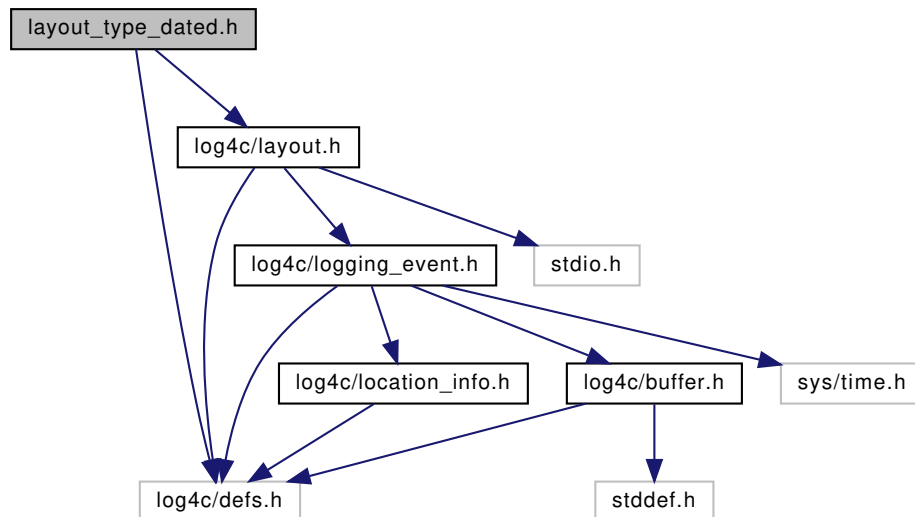 layout_type_dated.h
log4c/layout.h
log4c/logging_event.h
stdio.h
log4c/location_info.h
log4c/buffer.h
sys/time.h
log4c/defs.h
stddef.h